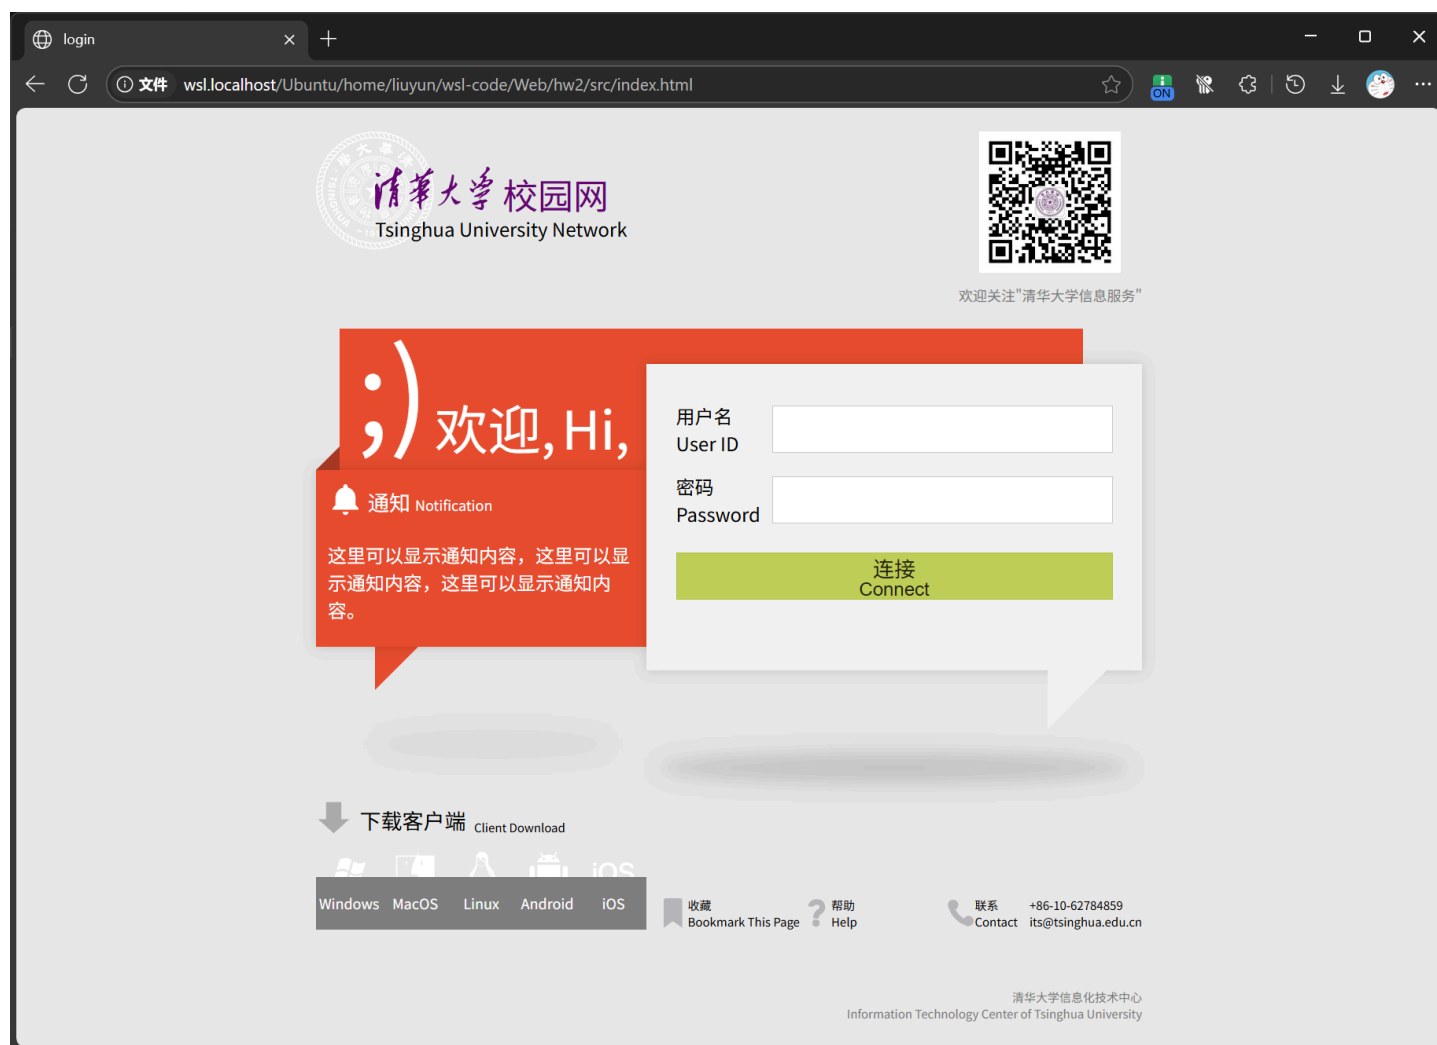 login
文件 wsl.localhost/Ubuntu/home/liuyun/wsl-code/Web/hw2/src/index.html
ON
清華大学校园网
Tsinghua University Network
欢迎关注"清华大学信息服务"
;) 欢迎, Hi,
通知 Notification
这里可以显示通知内容，这里可以显
示通知内容，这里可以显示通知内
容。
用户名
User ID
密码
Password
连接
Connect
下载客户端 Client Download
iOS
Windows MacOS Linux Android iOS
收藏
Bookmark This Page
帮助
Help
联系 +86-10-62784859
Contact its@tsinghua.edu.cn
清华大学信息化技术中心
Information Technology Center of Tsinghua University